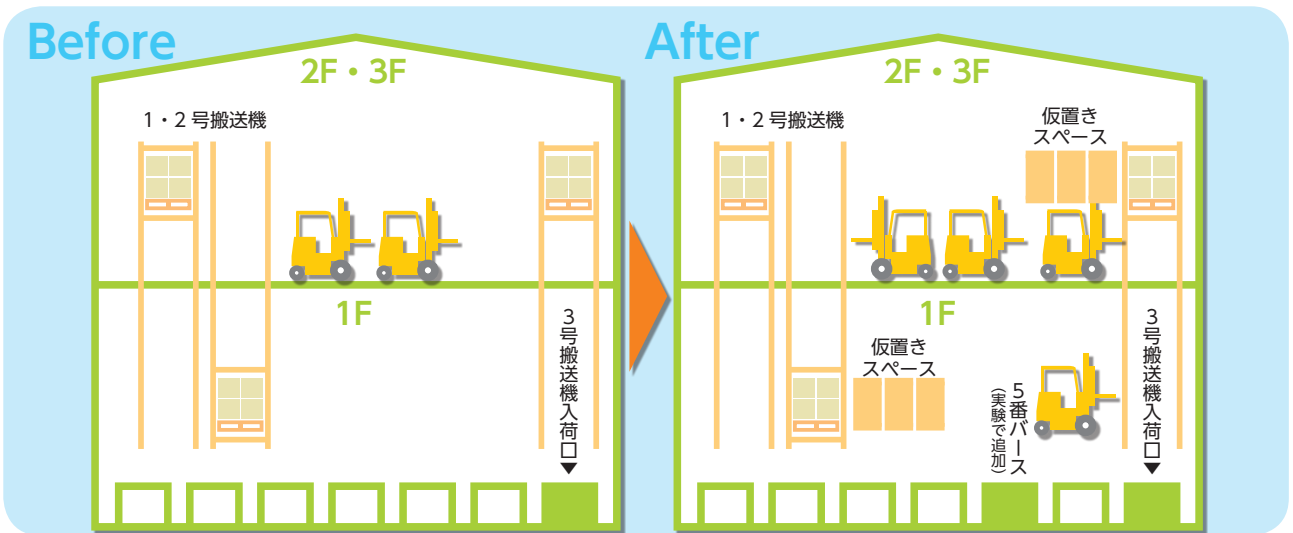 Before
2F・3F
1・2号搬送機
1F
3号搬送機入荷口▼
After
2F・3F
1・2号搬送機
仮置き
スペース
1F
仮置き
スペース
5番バース
(実験で追加)
3号搬送機入荷口▼